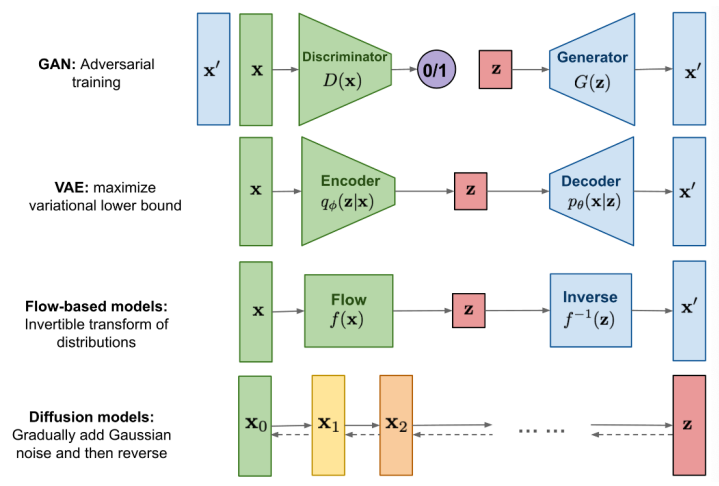 GAN: Adversarial
training
x′
x
Discriminator
D(x)
0/1
z
Generator
G(z)
x′
VAE: maximize
variational lower bound
x
Encoder
qϕ(z|x)
z
Decoder
pθ(x|z)
x′
Flow-based models:
Invertible transform of
distributions
x
Flow
f(x)
z
Inverse
f⁻¹(z)
x′
Diffusion models:
Gradually add Gaussian
noise and then reverse
x₀
x₁
x₂
... ...
z